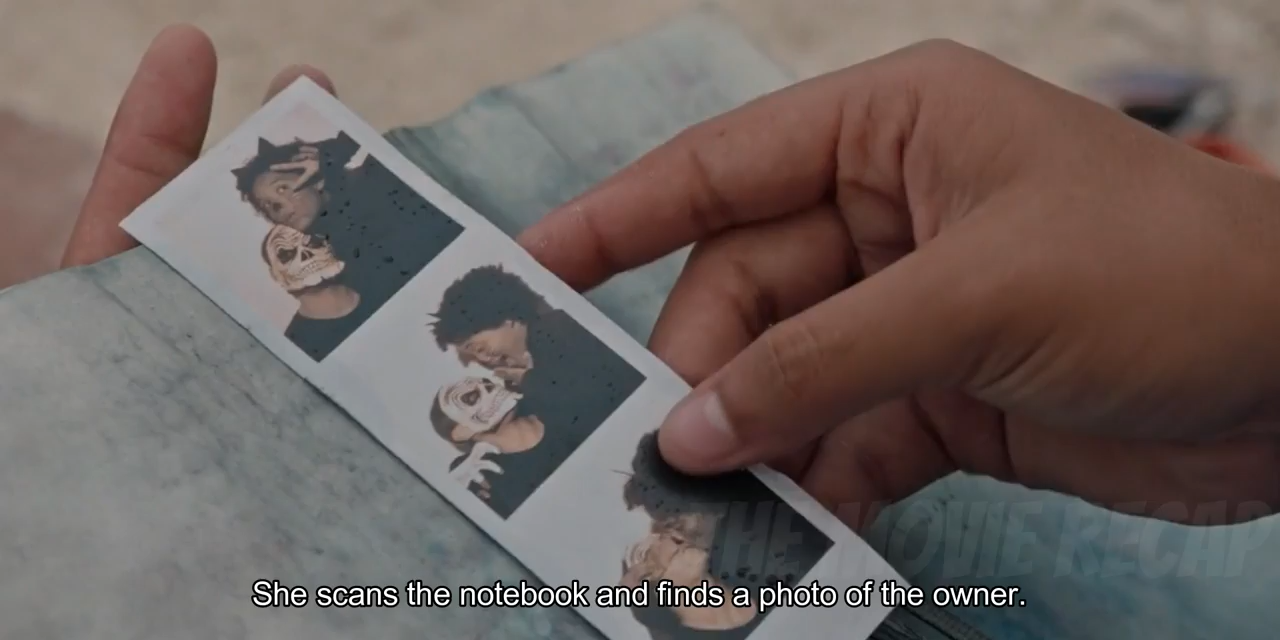 THE MOVIE RECAP
She scans the notebook and finds a photo of the owner.